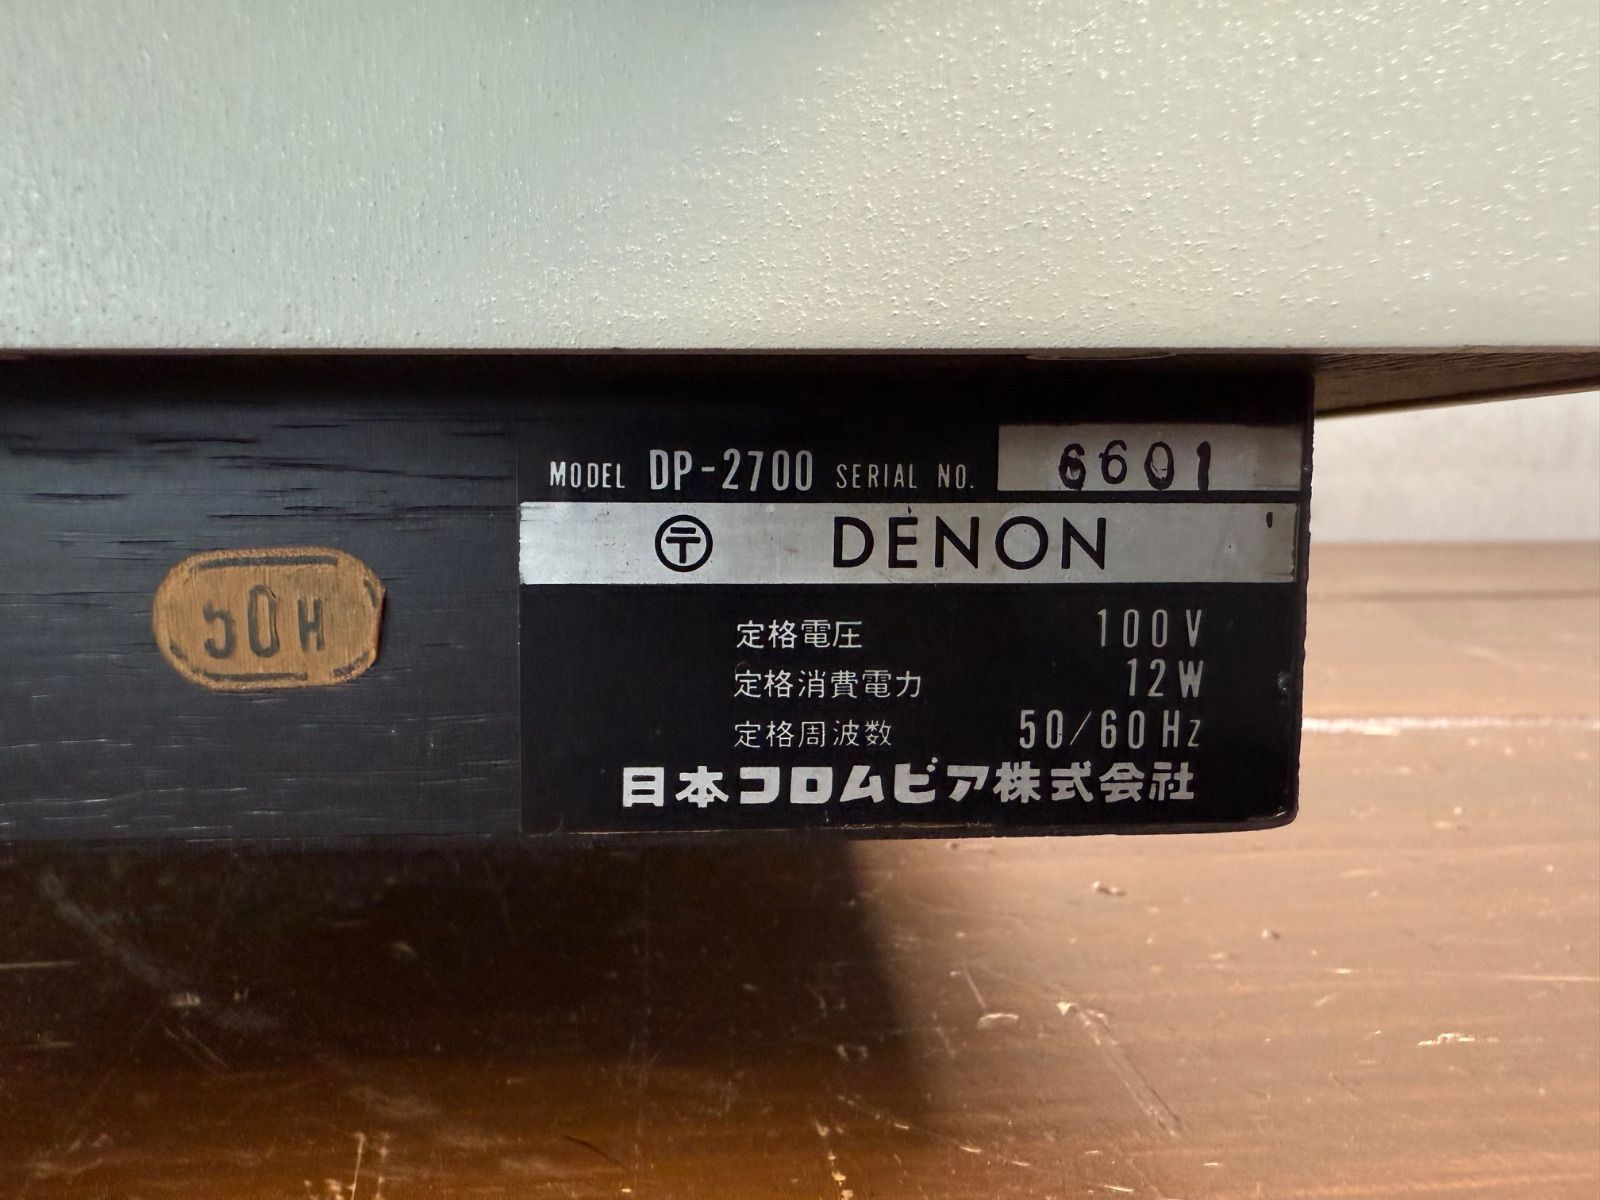 MODEL DP-2700 SERIAL NO. 6601
〶 DENON
50H
定格電圧 100V
定格消費電力 12W
定格周波数 50/60Hz
日本コロムビア株式会社